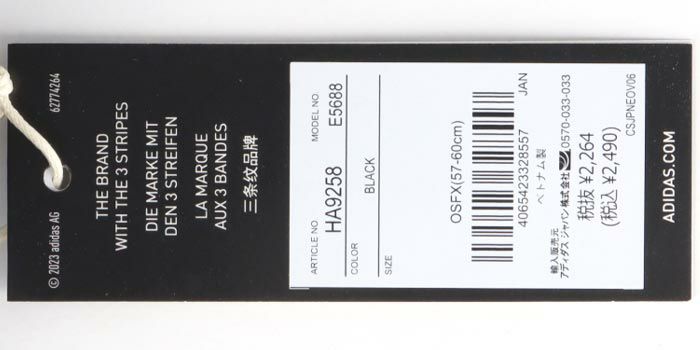 62774264
© 2023 adidas AG
THE BRAND
WITH THE 3 STRIPES
DIE MARKE MIT
DEN 3 STREIFEN
LA MARQUE
AUX 3 BANDES
三条纹品牌
ARTICLE NO.
HA9258
MODEL NO.
E5688
COLOR
BLACK
SIZE
OSFX(57-60cm)
JAN
4065423328557
ベトナム製
輸入販売元
アディダス ジャパン株式会社 0570-033-033
税抜 ¥2,264
(税込 ¥2,490)
CSJPNEOV06
ADIDAS.COM